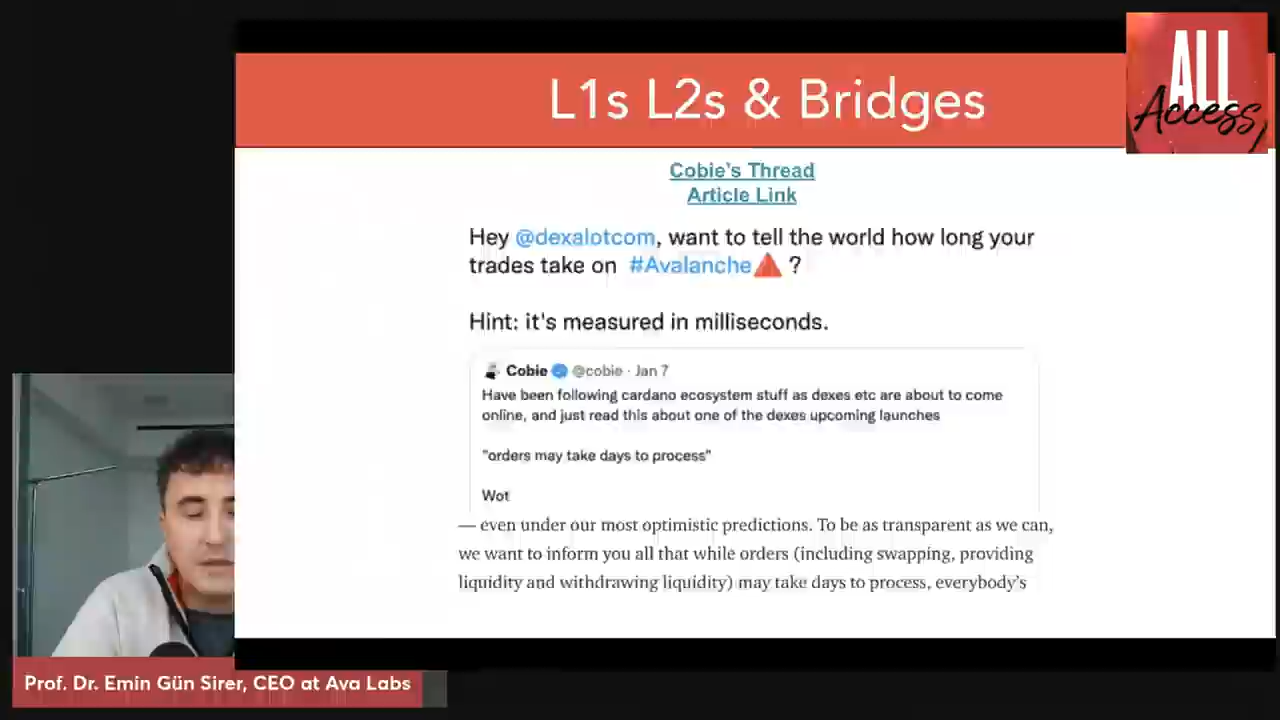 L1s L2s & Bridges
ALL
Access
Cobie's Thread
Article Link
Hey @dexalotcom, want to tell the world how long your
trades take on #Avalanche ?
Hint: it's measured in milliseconds.
Cobie @cobie · Jan 7
Have been following cardano ecosystem stuff as dexes etc are about to come
online, and just read this about one of the dexes upcoming launches
"orders may take days to process"
Wot
— even under our most optimistic predictions. To be as transparent as we can,
we want to inform you all that while orders (including swapping, providing
liquidity and withdrawing liquidity) may take days to process, everybody's
Prof. Dr. Emin Gün Sirer, CEO at Ava Labs